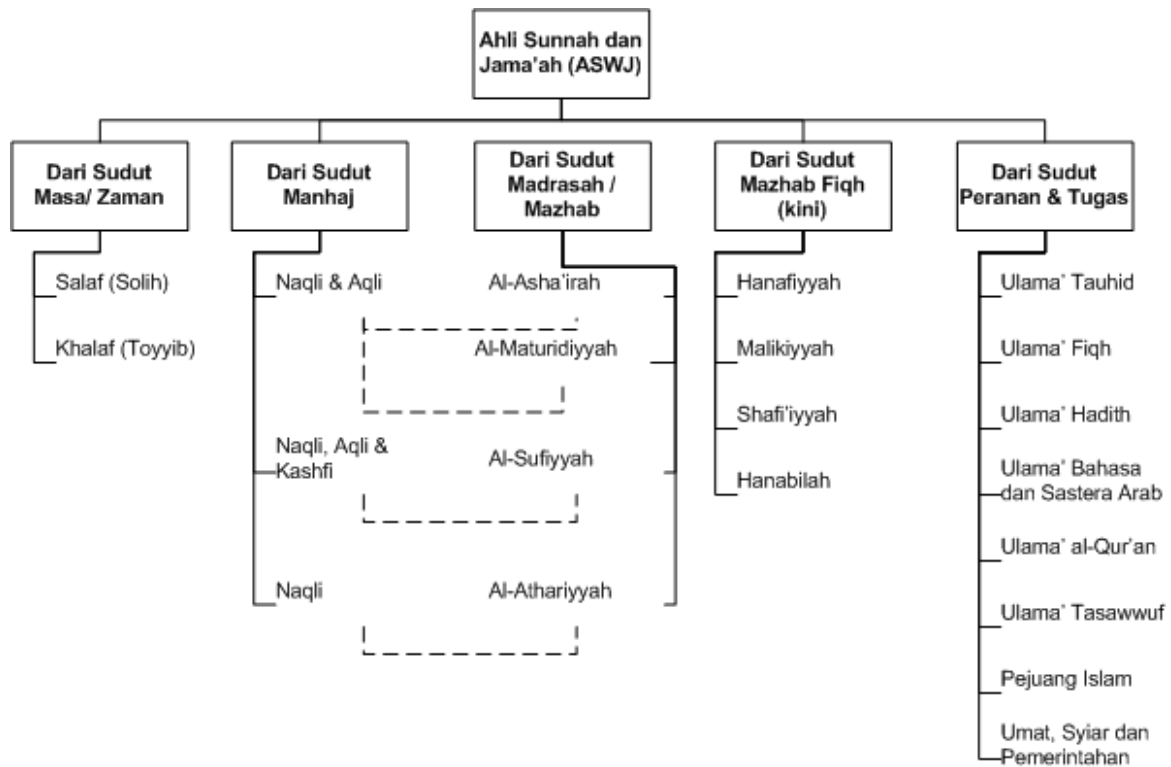 Ahli Sunnah dan
Jama'ah (ASWJ)
Dari Sudut
Masa/ Zaman
Salaf (Solih)
Khalaf (Toyyib)
Dari Sudut
Manhaj
Naqli & Aqli
Naqli, Aqli &
Kashfi
Naqli
Dari Sudut
Madrasah /
Mazhab
Al-Asha'irah
Al-Maturidiyyah
Al-Sufiyyah
Al-Athariyyah
Dari Sudut
Mazhab Fiqh
(kini)
Hanafiyyah
Malikiyyah
Shafi'iyyah
Hanabilah
Dari Sudut
Peranan & Tugas
Ulama' Tauhid
Ulama' Fiqh
Ulama' Hadith
Ulama' Bahasa
dan Sastera Arab
Ulama' al-Qur'an
Ulama' Tasawwuf
Pejuang Islam
Umat, Syiar dan
Pemerintahan